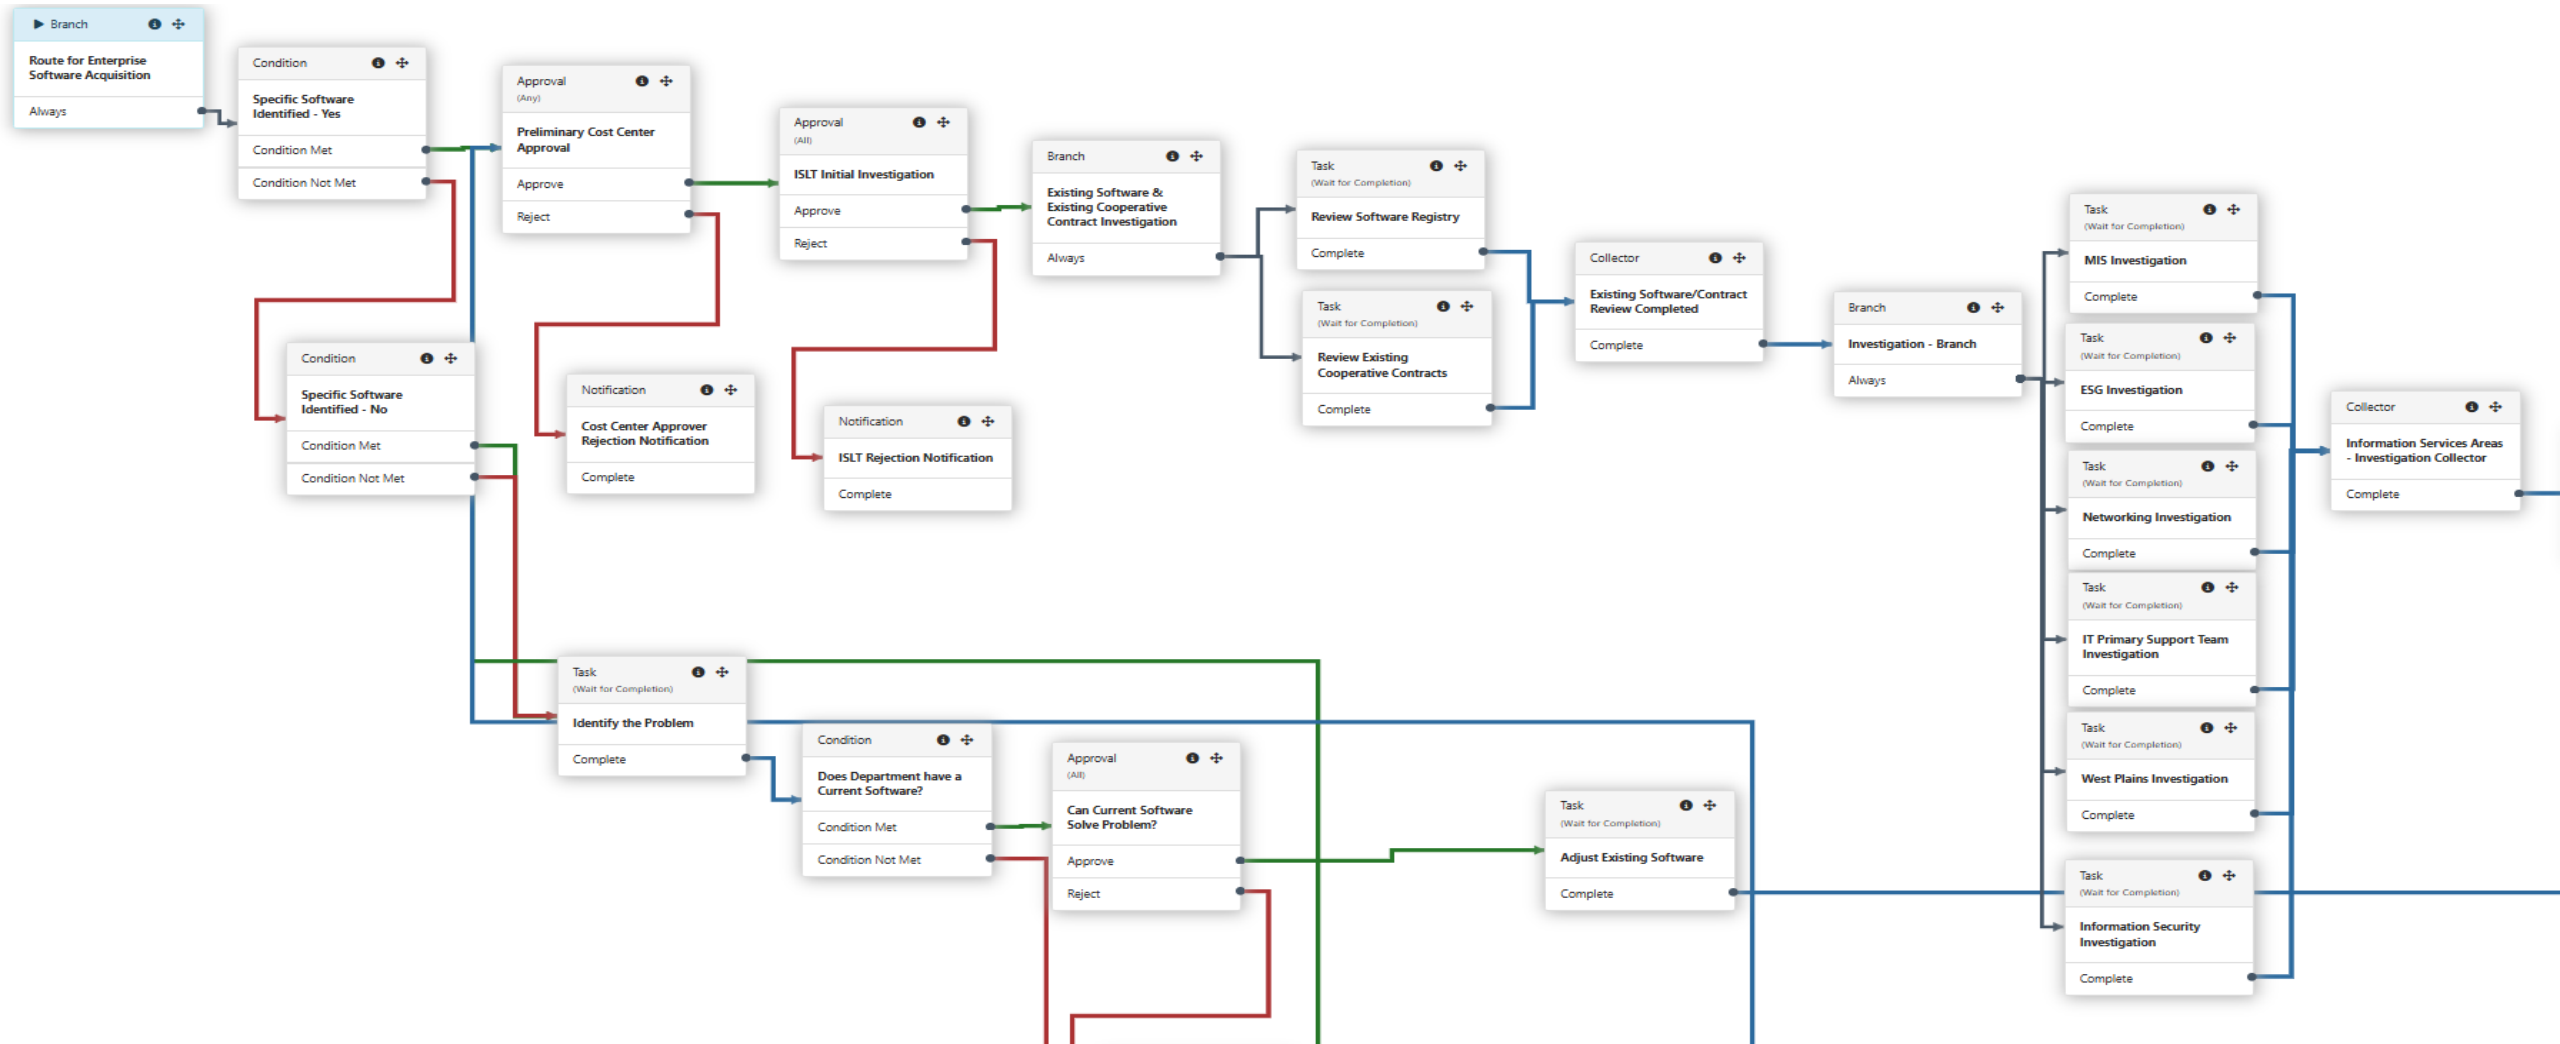 Branch
Route for Enterprise
Software Acquisition
Always
Condition
Specific Software
Identified - Yes
Condition Met
Condition Not Met
Approval
(Any)
Preliminary Cost Center
Approval
Approve
Reject
Approval
(All)
ISLT Initial Investigation
Approve
Reject
Branch
Existing Software &
Existing Cooperative
Contract Investigation
Always
Task
(Wait for Completion)
Review Software Registry
Complete
Task
(Wait for Completion)
Review Existing
Cooperative Contracts
Complete
Collector
Existing Software/Contract
Review Completed
Complete
Branch
Investigation - Branch
Always
Task
(Wait for Completion)
MIS Investigation
Complete
Task
(Wait for Completion)
ESG Investigation
Complete
Task
(Wait for Completion)
Networking Investigation
Complete
Task
(Wait for Completion)
IT Primary Support Team
Investigation
Complete
Task
(Wait for Completion)
West Plains Investigation
Complete
Task
(Wait for Completion)
Information Security
Investigation
Complete
Collector
Information Services Areas
- Investigation Collector
Complete
Condition
Specific Software
Identified - No
Condition Met
Condition Not Met
Notification
Cost Center Approver
Rejection Notification
Complete
Notification
ISLT Rejection Notification
Complete
Task
(Wait for Completion)
Identify the Problem
Complete
Condition
Does Department have a
Current Software?
Condition Met
Condition Not Met
Approval
(All)
Can Current Software
Solve Problem?
Approve
Reject
Task
(Wait for Completion)
Adjust Existing Software
Complete